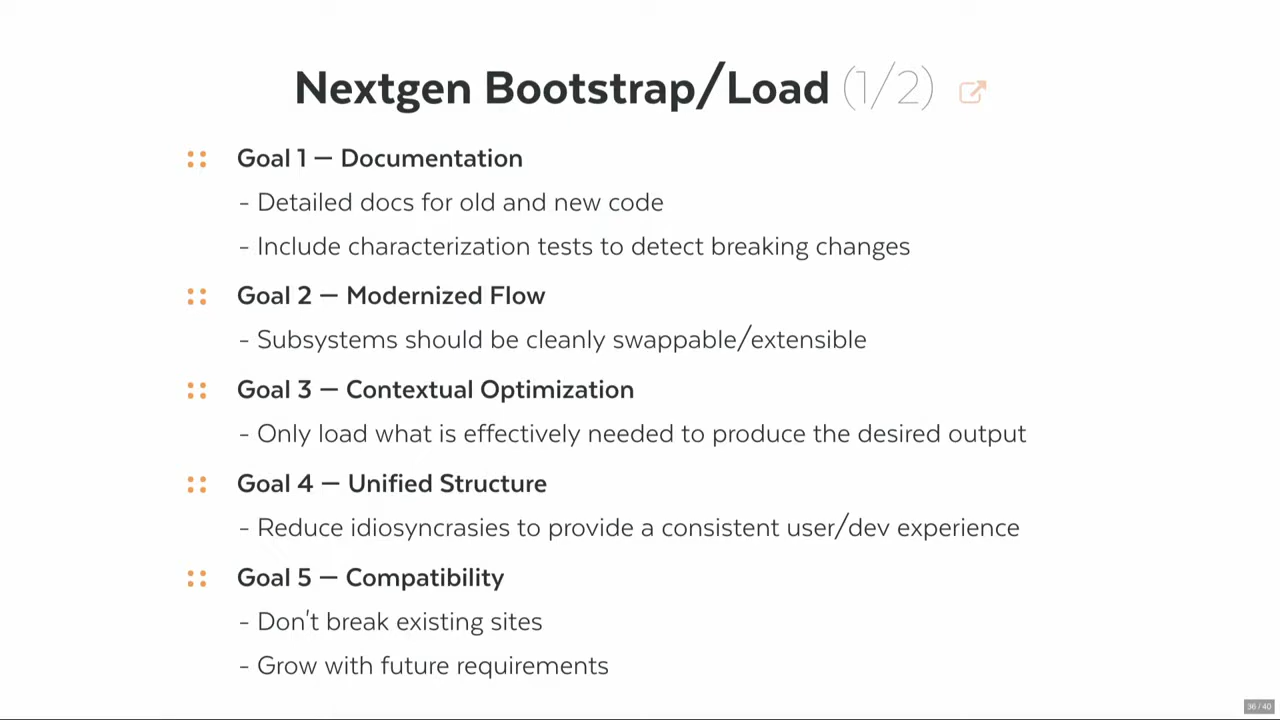 Nextgen Bootstrap/Load (1/2)
Goal 1 — Documentation
- Detailed docs for old and new code
- Include characterization tests to detect breaking changes
Goal 2 — Modernized Flow
- Subsystems should be cleanly swappable/extensible
Goal 3 — Contextual Optimization
- Only load what is effectively needed to produce the desired output
Goal 4 — Unified Structure
- Reduce idiosyncrasies to provide a consistent user/dev experience
Goal 5 — Compatibility
- Don't break existing sites
- Grow with future requirements
36 / 40